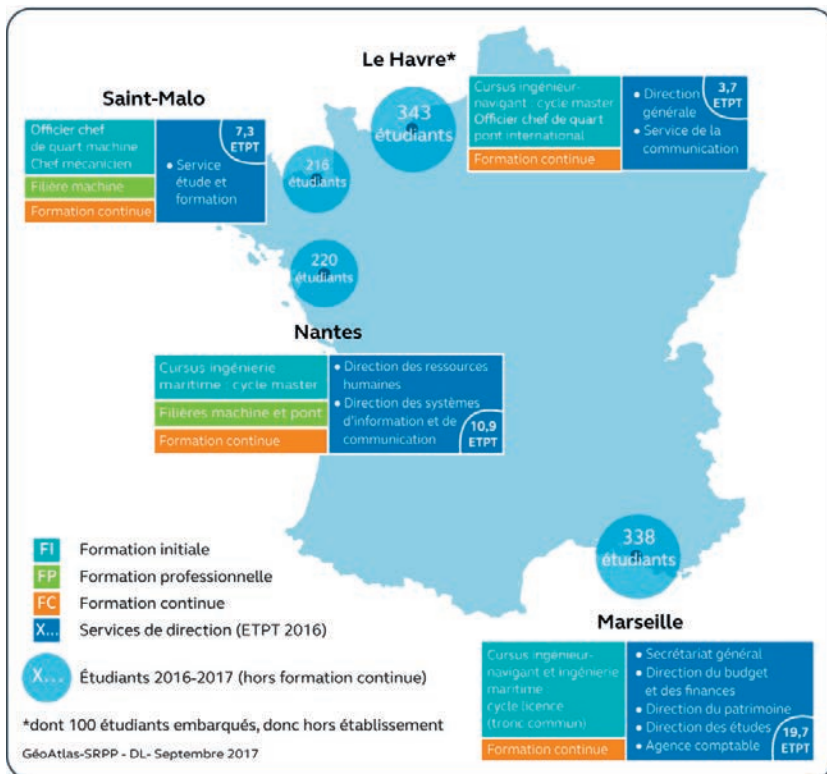 Le Havre*
343
étudiants
Cursus ingénieur-
navigant : cycle master
Officier chef de quart
pont international
Formation continue
• Direction
générale
• Service de la
communication
3,7
ETPT
Saint-Malo
Officier chef
de quart machine
Chef mécanicien
Filière machine
Formation continue
• Service
étude et
formation
7,3
ETPT
216
étudiants
220
étudiants
Nantes
Cursus ingénierie
maritime : cycle master
Filières machine et pont
Formation continue
• Direction des ressources
humaines
• Direction des systèmes
d'information et de
communication
10,9
ETPT
338
étudiants
Marseille
Cursus ingénieur-
navigant et ingénierie
maritime :
cycle licence
(tronc commun)
Formation continue
• Secrétariat général
• Direction du budget
et des finances
• Direction du patrimoine
• Direction des études
• Agence comptable
19,7
ETPT
FI Formation initiale
FP Formation professionnelle
FC Formation continue
X... Services de direction (ETPT 2016)
X... Étudiants 2016-2017 (hors formation continue)
*dont 100 étudiants embarqués, donc hors établissement
GéoAtlas-SRPP - DL- Septembre 2017